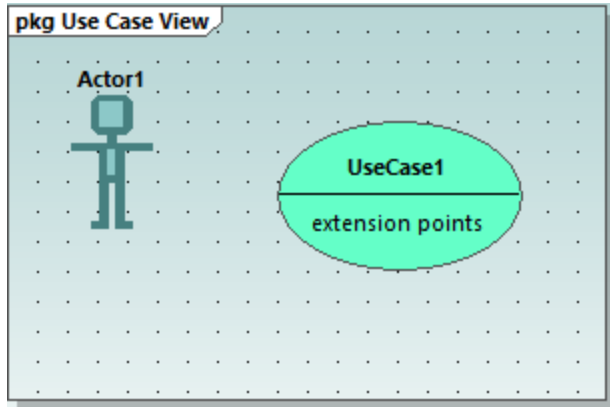 pkg Use Case View
Actor1
UseCase1
extension points